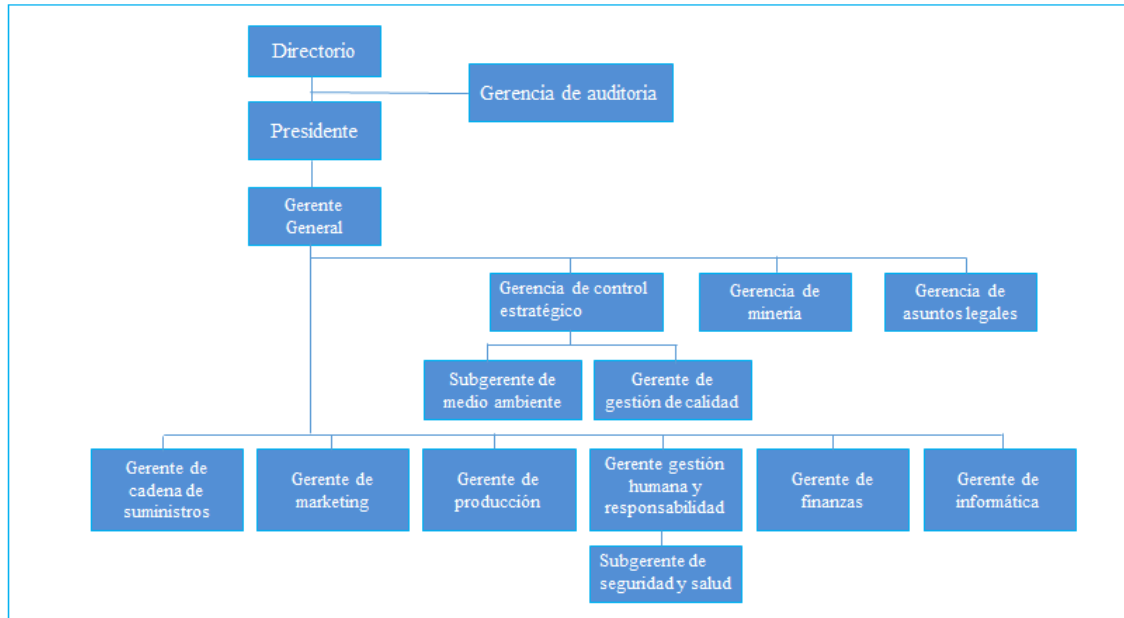 Directorio
Gerencia de auditoria
Presidente
Gerente
General
Gerencia de control
estratégico
Gerencia de
minería
Gerencia de
asuntos legales
Subgerente de
medio ambiente
Gerente de
gestión de calidad
Gerente de
cadena de
suministros
Gerente de
marketing
Gerente de
producción
Gerente gestión
humana y
responsabilidad
Gerente de
finanzas
Gerente de
informática
Subgerente de
seguridad y salud